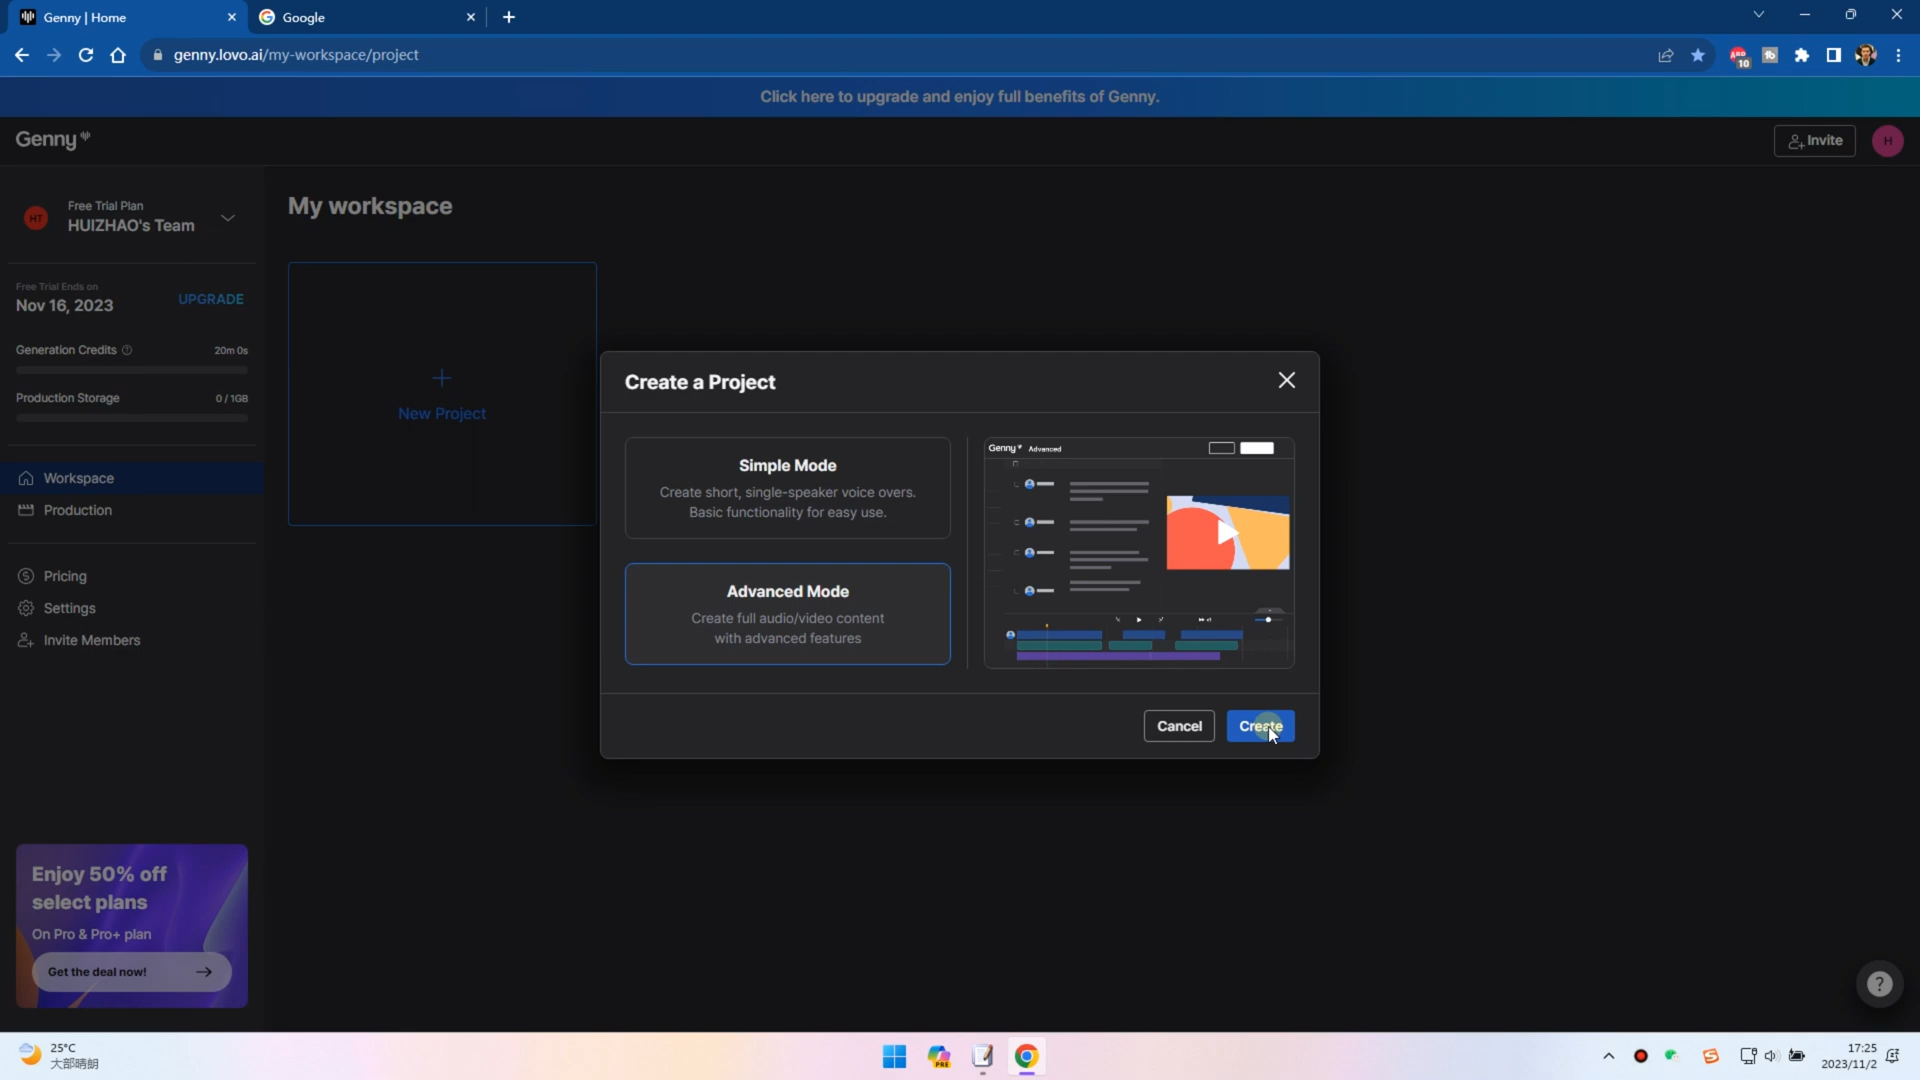 Genny | Home
Google
genny.lovo.ai/my-workspace/project
10
Click here to upgrade and enjoy full benefits of Genny.
Genny
Invite
H
HT
Free Trial Plan
HUIZHAO's Team
My workspace
Free Trial Ends on
Nov 16, 2023
UPGRADE
Generation Credits
20m 0s
Production Storage
0 / 1GB
New Project
Create a Project
Simple Mode
Create short, single-speaker voice overs.
Basic functionality for easy use.
Advanced Mode
Create full audio/video content
with advanced features
Genny Advanced
Cancel
Create
Workspace
Production
Pricing
Settings
Invite Members
Enjoy 50% off
select plans
On Pro & Pro+ plan
Get the deal now!
?
25°C
大部晴朗
PRE
17:25
2023/11/2